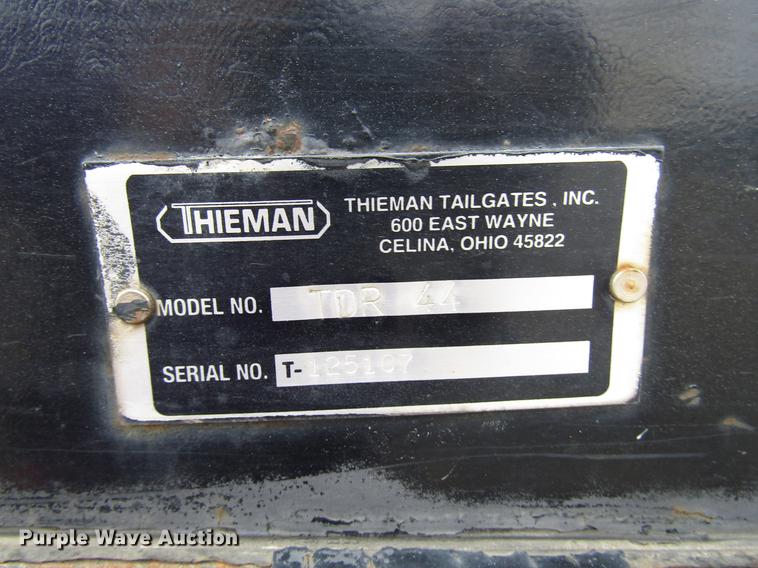 THIEMAN
THIEMAN TAILGATES, INC.
600 EAST WAYNE
CELINA, OHIO 45822
MODEL NO. TDR 44
SERIAL NO. T-125107
Purple Wave Auction®